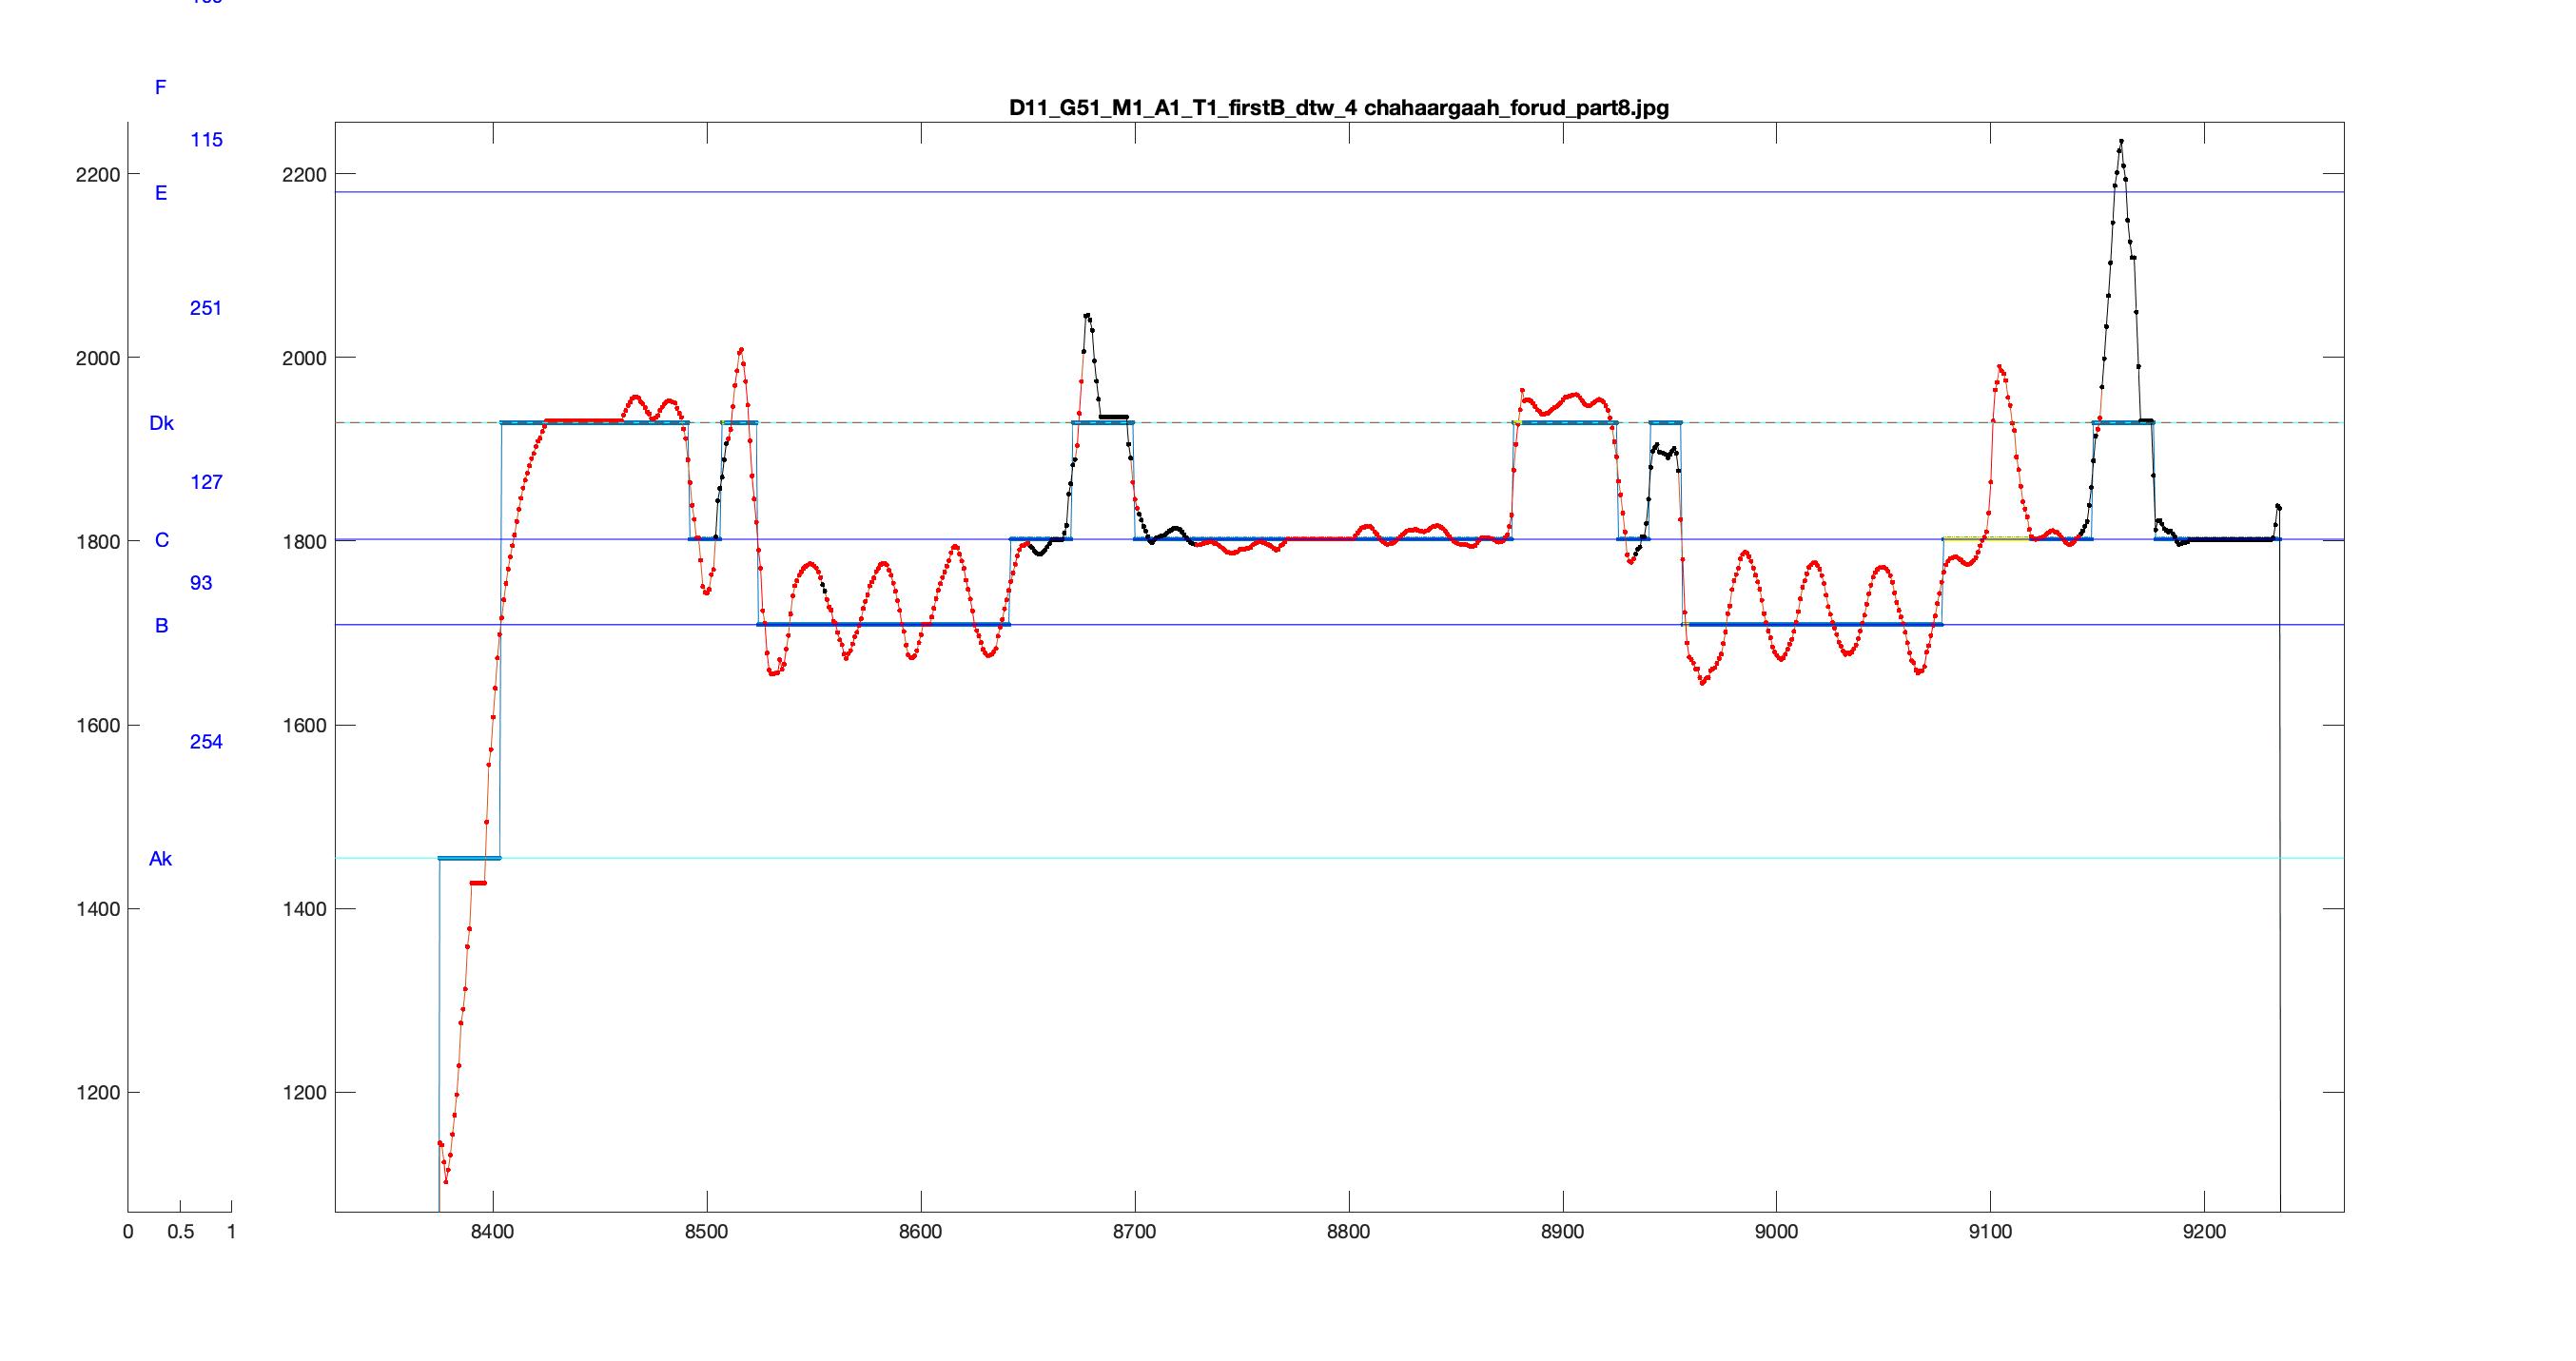 F
D11_G51_M1_A1_T1_firstB_dtw_4 chahaargaah_forud_part8.jpg
115
2200 2200
E
251
2000 2000
Dk
127
1800 C 1800
93
B
1600 1600
254
Ak
1400 1400
1200 1200
0 0.5 1 8400 8500 8600 8700 8800 8900 9000 9100 9200